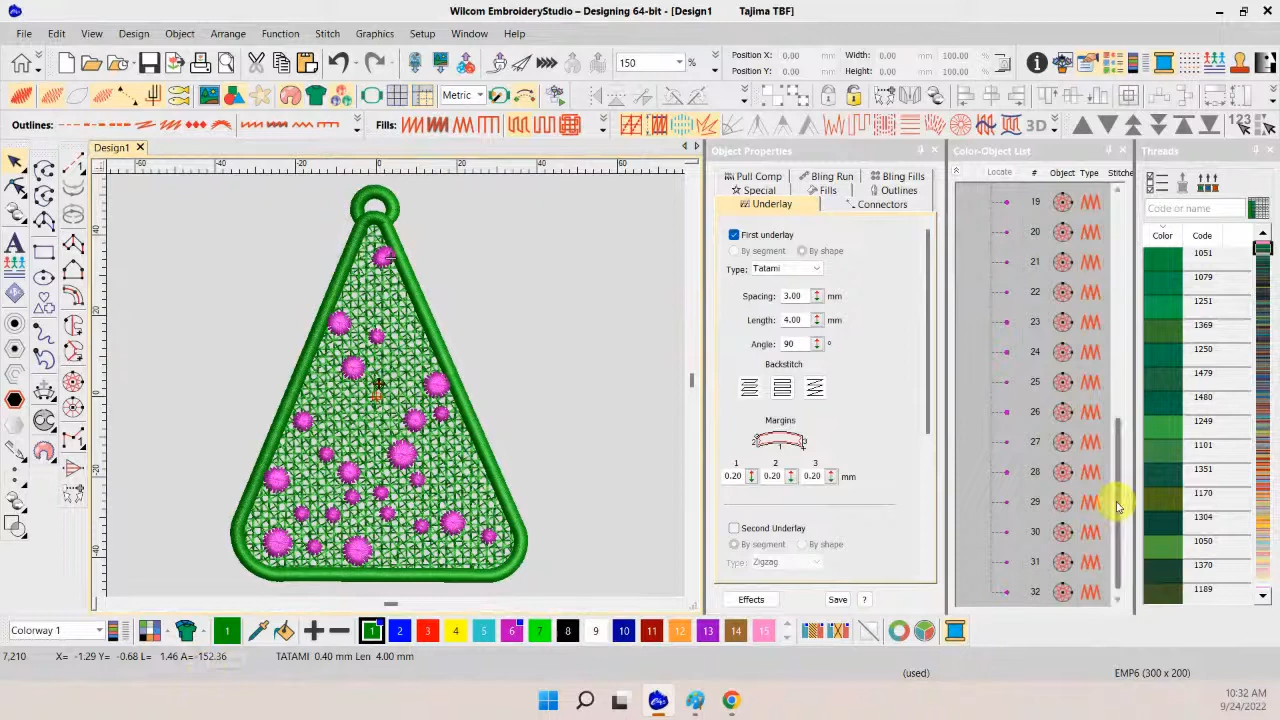 Wilcom EmbroideryStudio – Designing 64-bit - [Design1 Tajima TBF]
File Edit View Design Object Arrange Function Stitch Graphics Setup Window Help
150 %
Position X: 0.00 mm Width: 0.00 mm 100.00 %
Position Y: 0.00 mm Height: 0.00 mm 100.00 %
Metric
Outlines: Fills: 3D 123
Design1
-60 -40 -20 0 20 40 60
Object Properties
Pull Comp Bling Run Bling Fills
Special Fills Outlines
Underlay Connectors
First underlay
By segment By shape
Type: Tatami
Spacing: 3.00 mm
Length: 4.00 mm
Angle: 90 °
Backstitch
Margins
1 2 3
0.20 0.20 0.20 mm
Second Underlay
By segment By shape
Type: Zigzag
Effects Save ?
Color-Object List
Locate # Object Type Stitche
19
20
21
22
23
24
25
26
27
28
29
30
31
32
Threads
Code or name
Color Code
1051
1079
1251
1369
1250
1479
1480
1249
1101
1351
1170
1304
1050
1370
1189
Colorway 1 1 1 2 3 4 5 6 7 8 9 10 11 12 13 14 15
7,210 X= -1.29 Y= -0.68 L= 1.46 A=-152.36 TATAMI 0.40 mm Len 4.00 mm
(used) EMP6 (300 x 200)
10:32 AM
9/24/2022